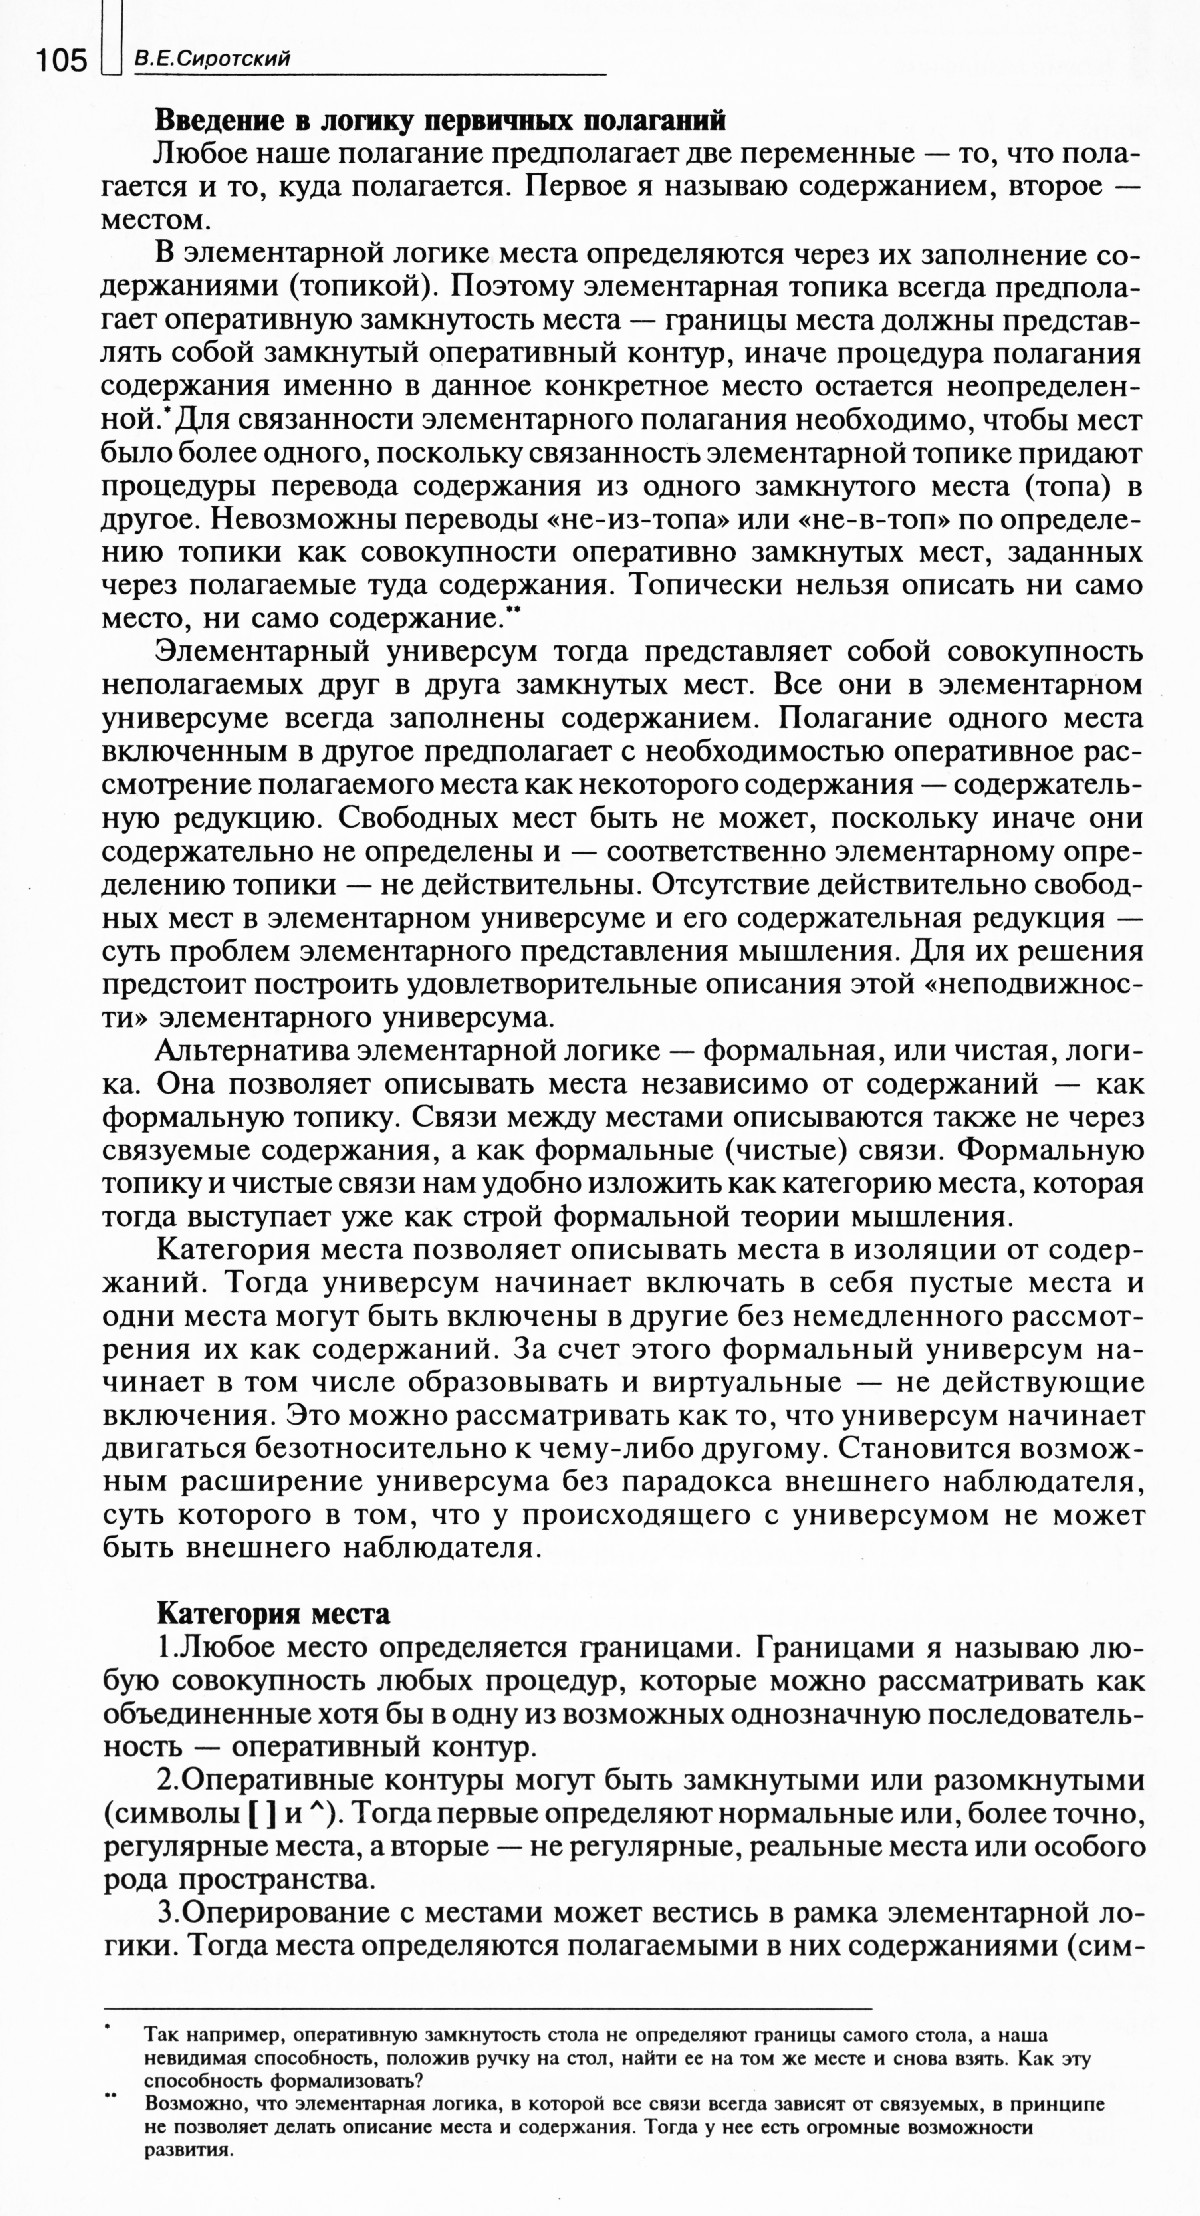 105
В.Е.Сиротский
Введение в логику первичных полаганий
Любое наше полагание предполагает две переменные — то, что пола-
гается и то, куда полагается. Первое я называю содержанием, второе —
местом.
В элементарной логике места определяются через их заполнение со-
держаниями (топикой). Поэтому элементарная топика всегда предпола-
гает оперативную замкнутость места — границы места должны представ-
лять собой замкнутый оперативный контур, иначе процедура полагания
содержания именно в данное конкретное место остается неопределен-
ной.* Для связанности элементарного полагания необходимо, чтобы мест
было более одного, поскольку связанность элементарной топике придают
процедуры перевода содержания из одного замкнутого места (топа) в
другое. Невозможны переводы «не-из-топа» или «не-в-топ» по определе-
нию топики как совокупности оперативно замкнутых мест, заданных
через полагаемые туда содержания. Топически нельзя описать ни само
место, ни само содержание.**
Элементарный универсум тогда представляет собой совокупность
неполагаемых друг в друга замкнутых мест. Все они в элементарном
универсуме всегда заполнены содержанием. Полагание одного места
включенным в другое предполагает с необходимостью оперативное рас-
смотрение полагаемого места как некоторого содержания — содержатель-
ную редукцию. Свободных мест быть не может, поскольку иначе они
содержательно не определены и — соответственно элементарному опре-
делению топики — не действительны. Отсутствие действительно свобод-
ных мест в элементарном универсуме и его содержательная редукция —
суть проблем элементарного представления мышления. Для их решения
предстоит построить удовлетворительные описания этой «неподвижнос-
ти» элементарного универсума.
Альтернатива элементарной логике — формальная, или чистая, логи-
ка. Она позволяет описывать места независимо от содержаний — как
формальную топику. Связи между местами описываются также не через
связуемые содержания, а как формальные (чистые) связи. Формальную
топику и чистые связи нам удобно изложить как категорию места, которая
тогда выступает уже как строй формальной теории мышления.
Категория места позволяет описывать места в изоляции от содер-
жаний. Тогда универсум начинает включать в себя пустые места и
одни места могут быть включены в другие без немедленного рассмот-
рения их как содержаний. За счет этого формальный универсум на-
чинает в том числе образовывать и виртуальные — не действующие
включения. Это можно рассматривать как то, что универсум начинает
двигаться безотносительно к чему-либо другому. Становится возмож-
ным расширение универсума без парадокса внешнего наблюдателя,
суть которого в том, что у происходящего с универсумом не может
быть внешнего наблюдателя.
Категория места
1.Любое место определяется границами. Границами я называю лю-
бую совокупность любых процедур, которые можно рассматривать как
объединенные хотя бы в одну из возможных однозначную последователь-
ность — оперативный контур.
2.Оперативные контуры могут быть замкнутыми или разомкнутыми
(символы [ ] и ^). Тогда первые определяют нормальные или, более точно,
регулярные места, а вторые — не регулярные, реальные места или особого
рода пространства.
3.Оперирование с местами может вестись в рамка элементарной ло-
гики. Тогда места определяются полагаемыми в них содержаниями (сим-
* Так например, оперативную замкнутость стола не определяют границы самого стола, а наша
невидимая способность, положив ручку на стол, найти ее на том же месте и снова взять. Как эту
способность формализовать?
** Возможно, что элементарная логика, в которой все связи всегда зависят от связуемых, в принципе
не позволяет делать описание места и содержания. Тогда у нее есть огромные возможности
развития.